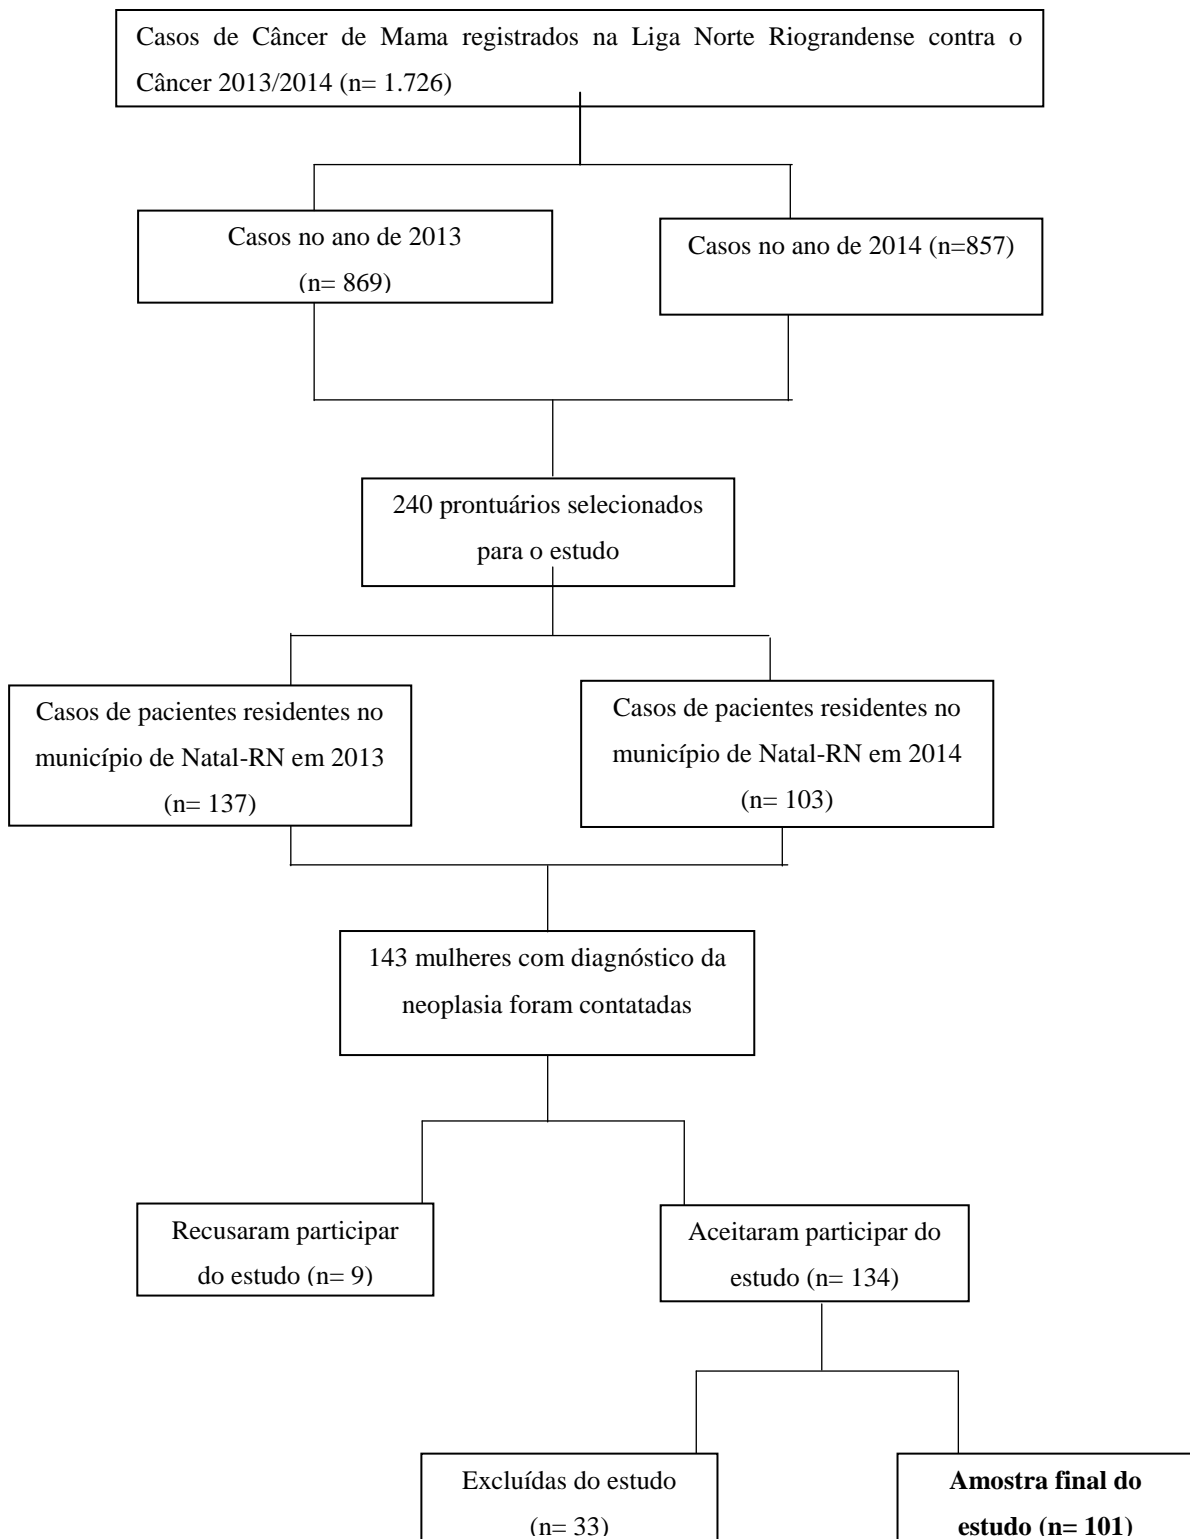 Casos de Câncer de Mama registrados na Liga Norte Riograndense contra o
Câncer 2013/2014 (n= 1.726)
Casos no ano de 2013
(n= 869)
Casos no ano de 2014 (n=857)
240 prontuários selecionados
para o estudo
Casos de pacientes residentes no
município de Natal-RN em 2013
(n= 137)
Casos de pacientes residentes no
município de Natal-RN em 2014
(n= 103)
143 mulheres com diagnóstico da
neoplasia foram contatadas
Recusaram participar
do estudo (n= 9)
Aceitaram participar do
estudo (n= 134)
Excluídas do estudo
(n= 33)
Amostra final do
estudo (n= 101)